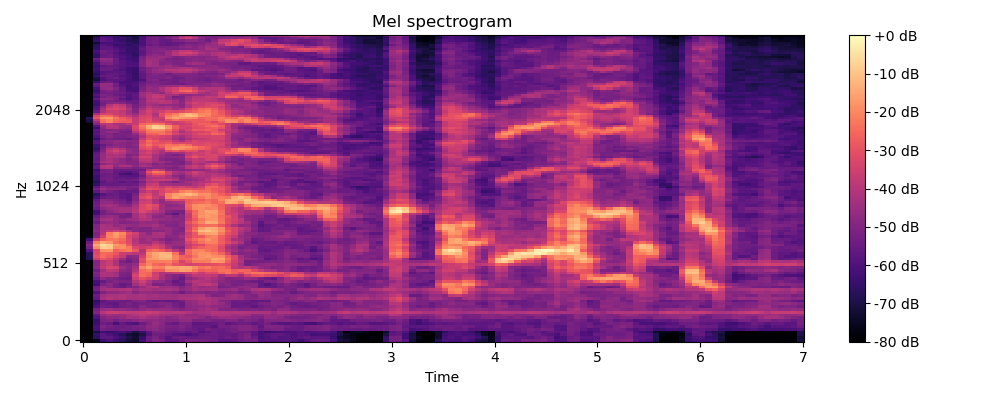 Mel spectrogram
Hz
2048
1024
512
0
0 1 2 3 4 5 6 7
Time
+0 dB
-10 dB
-20 dB
-30 dB
-40 dB
-50 dB
-60 dB
-70 dB
-80 dB